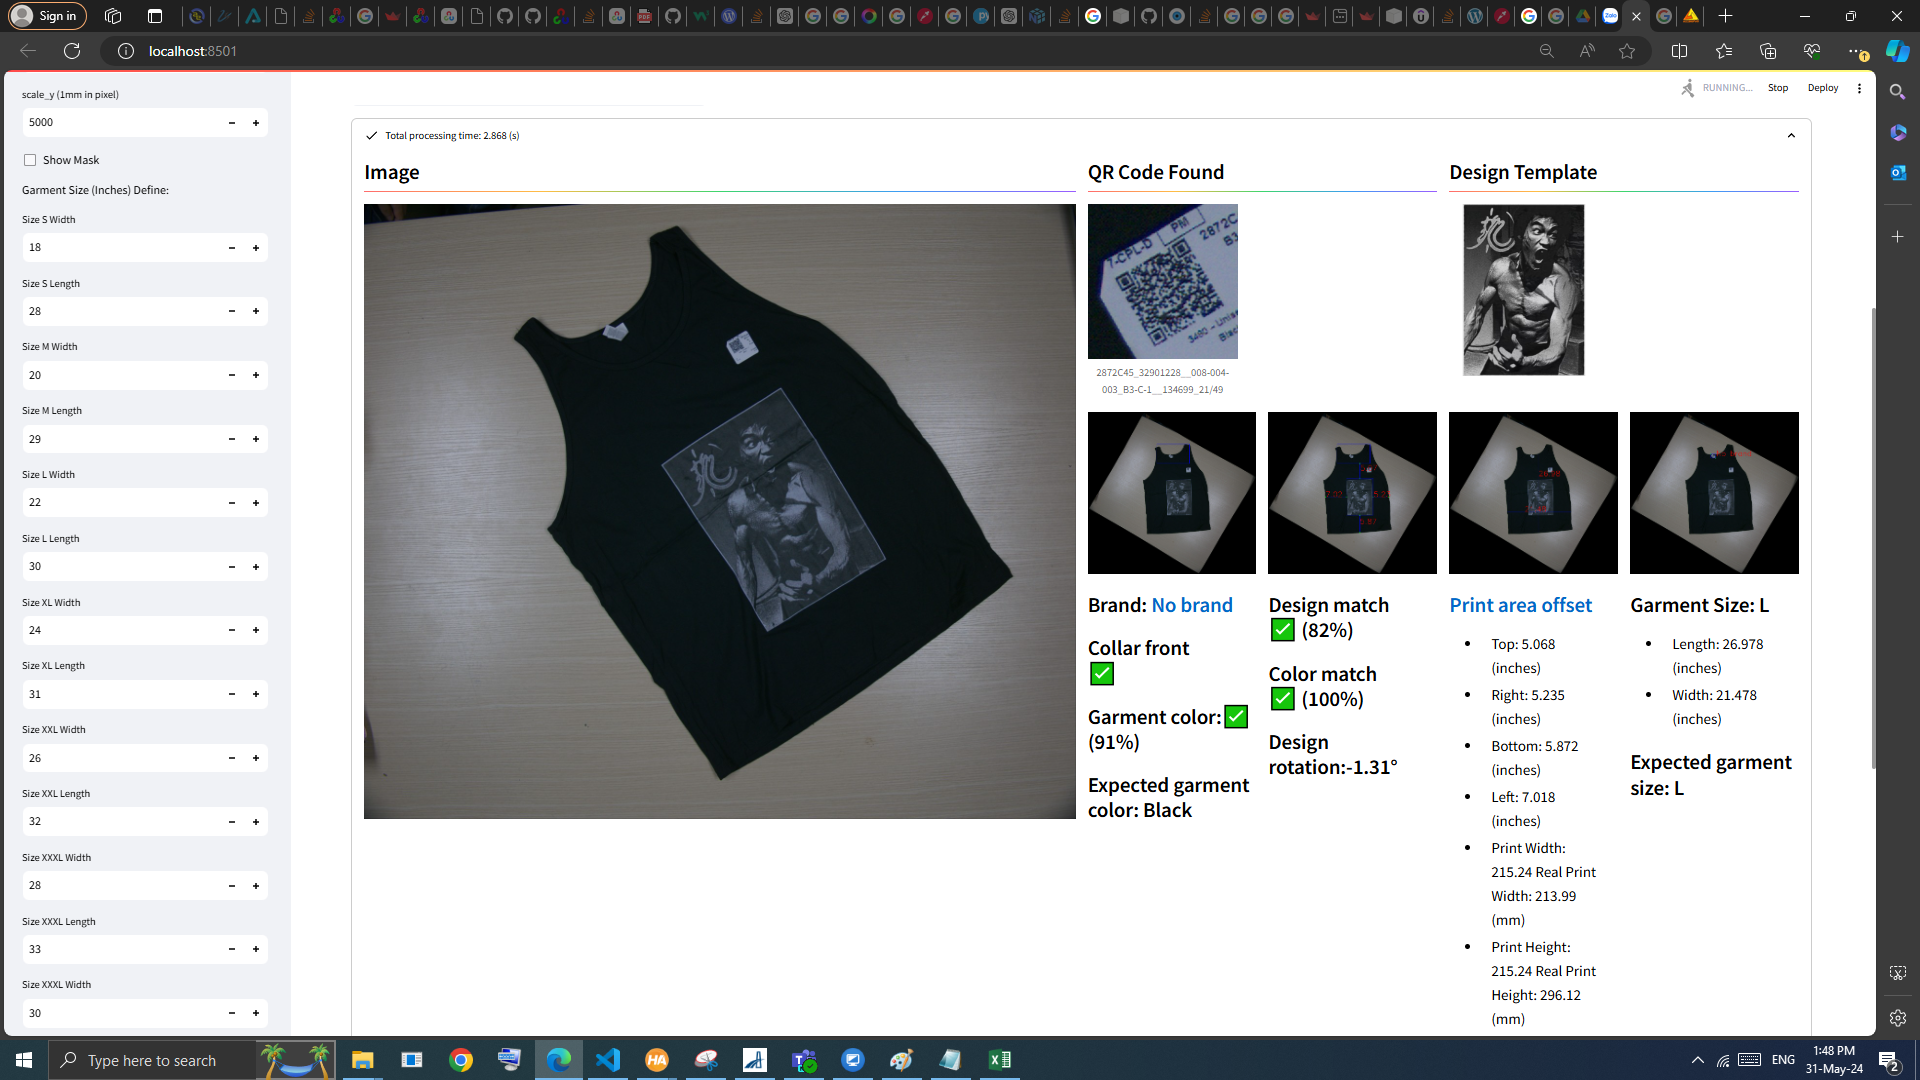 Sign in
localhost:8501
RUNNING...
Stop
Deploy
scale_y (1mm in pixel)
5000
Show Mask
Garment Size (Inches) Define:
Size S Width
18
Size S Length
28
Size M Width
20
Size M Length
29
Size L Width
22
Size L Length
30
Size XL Width
24
Size XL Length
31
Size XXL Width
26
Size XXL Length
32
Size XXXL Width
28
Size XXXL Length
33
Size XXXL Width
30
Total processing time: 2.868 (s)
Image
QR Code Found
7-CPL-D
PM
2872C
B3
2872C45_32901228__008-004-
003_B3-C-1__134699_21/49
Design Template
Brand: No brand
Collar front
Garment color:
(91%)
Expected garment
color: Black
Design match
(82%)
Color match
(100%)
Design
rotation:-1.31°
Print area offset
Top: 5.068
(inches)
Right: 5.235
(inches)
Bottom: 5.872
(inches)
Left: 7.018
(inches)
Print Width:
215.24 Real Print
Width: 213.99
(mm)
Print Height:
215.24 Real Print
Height: 296.12
(mm)
Garment Size: L
Length: 26.978
(inches)
Width: 21.478
(inches)
Expected garment
size: L
Type here to search
ENG
1:48 PM
31-May-24
2